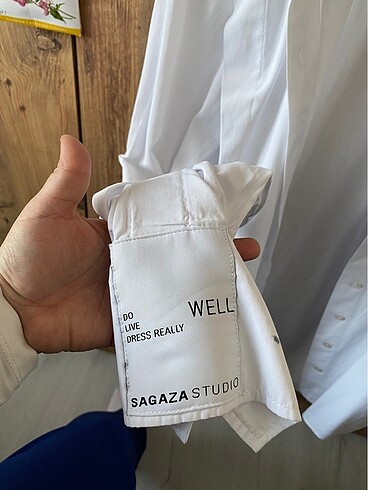 DO
LIVE WELL
DRESS REALLY
SAGAZA STUDIO